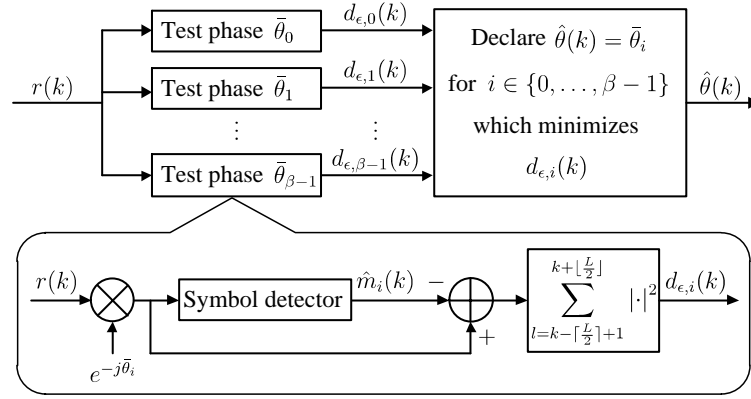 r(k)
Test phase θ̄₀
d_{ϵ,0}(k)
Test phase θ̄₁
d_{ϵ,1}(k)
⋮
⋮
Test phase θ̄_{β−1}
d_{ϵ,β−1}(k)
Declare θ̂(k) = θ̄ᵢ
for i ∈ {0, . . . , β − 1}
which minimizes
d_{ϵ,i}(k)
θ̂(k)
r(k)
e^{−jθ̄ᵢ}
Symbol detector
m̂ᵢ(k)
−
+
k+⌊L/2⌋
∑ |·|²
l=k−⌈L/2⌉+1
d_{ϵ,i}(k)